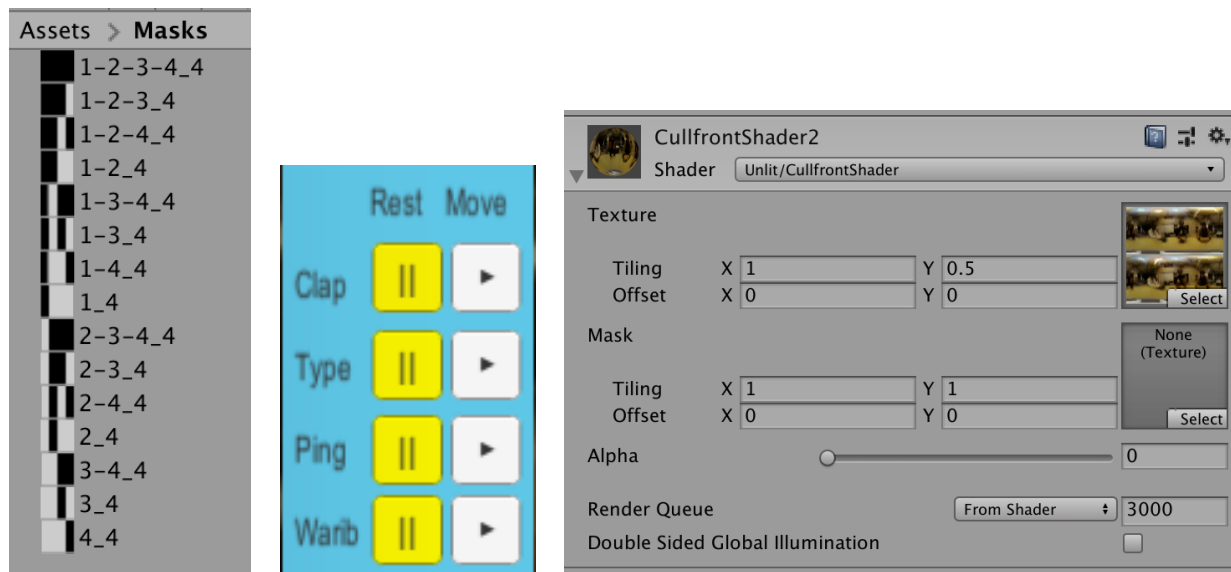 Assets > Masks
1-2-3-4_4
1-2-3_4
1-2-4_4
1-2_4
1-3-4_4
1-3_4
1-4_4
1_4
2-3-4_4
2-3_4
2-4_4
2_4
3-4_4
3_4
4_4
Rest Move
Clap
Type
Ping
Warib
CullfrontShader2
Shader Unlit/CullfrontShader
Texture
Tiling X 1 Y 0.5
Offset X 0 Y 0
Select
Mask
None
(Texture)
Tiling X 1 Y 1
Offset X 0 Y 0
Select
Alpha 0
Render Queue From Shader 3000
Double Sided Global Illumination